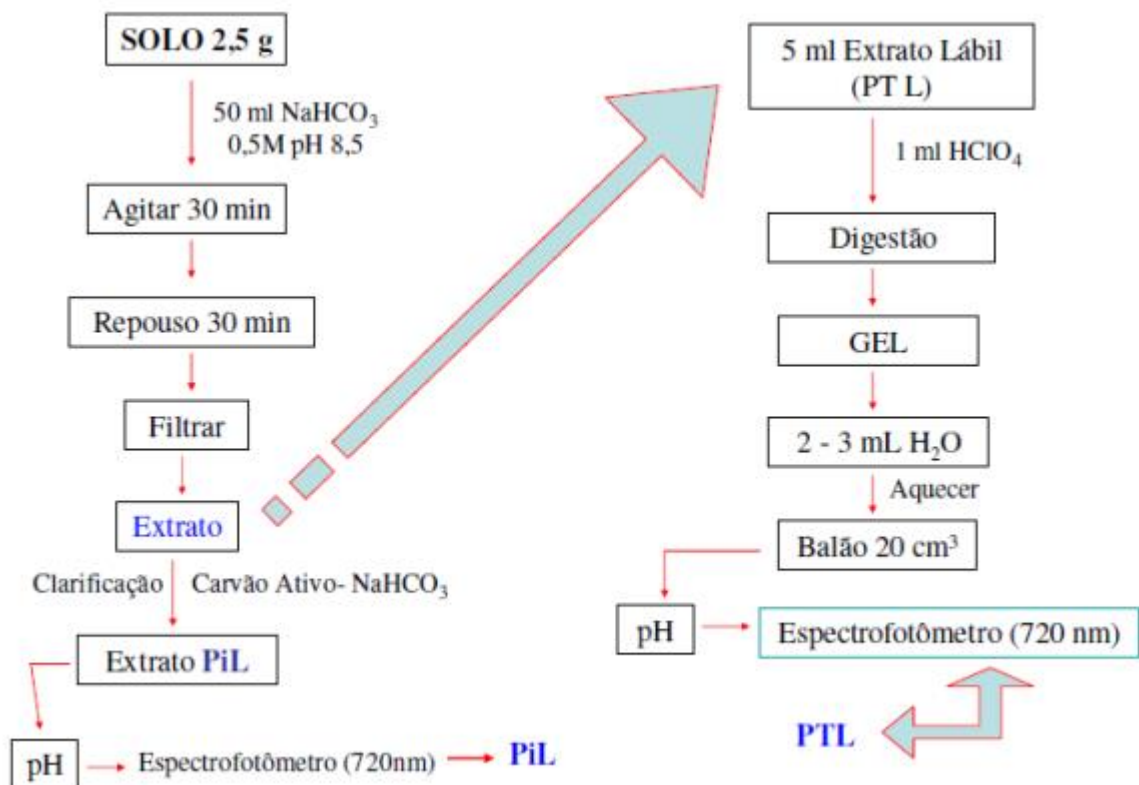 SOLO 2,5 g
50 ml NaHCO₃
0,5M pH 8,5
Agitar 30 min
Repouso 30 min
Filtrar
Extrato
Clarificação
Carvão Ativo- NaHCO₃
Extrato PiL
pH
Espectrofotômetro (720nm)
PiL
5 ml Extrato Lábil
(PT L)
1 ml HClO₄
Digestão
GEL
2 - 3 mL H₂O
Aquecer
Balão 20 cm³
pH
Espectrofotômetro (720 nm)
PTL